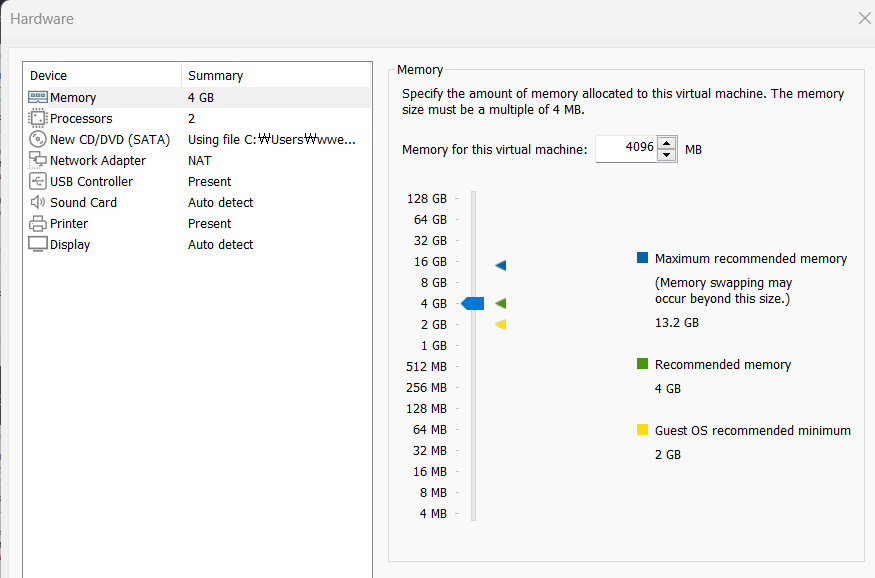 Hardware
Device Summary
Memory 4 GB
Processors 2
New CD/DVD (SATA) Using file C:₩Users₩wwe...
Network Adapter NAT
USB Controller Present
Sound Card Auto detect
Printer Present
Display Auto detect
Memory
Specify the amount of memory allocated to this virtual machine. The memory
size must be a multiple of 4 MB.
Memory for this virtual machine: 4096 MB
128 GB
64 GB
32 GB
16 GB
8 GB
4 GB
2 GB
1 GB
512 MB
256 MB
128 MB
64 MB
32 MB
16 MB
8 MB
4 MB
Maximum recommended memory
(Memory swapping may
occur beyond this size.)
13.2 GB
Recommended memory
4 GB
Guest OS recommended minimum
2 GB